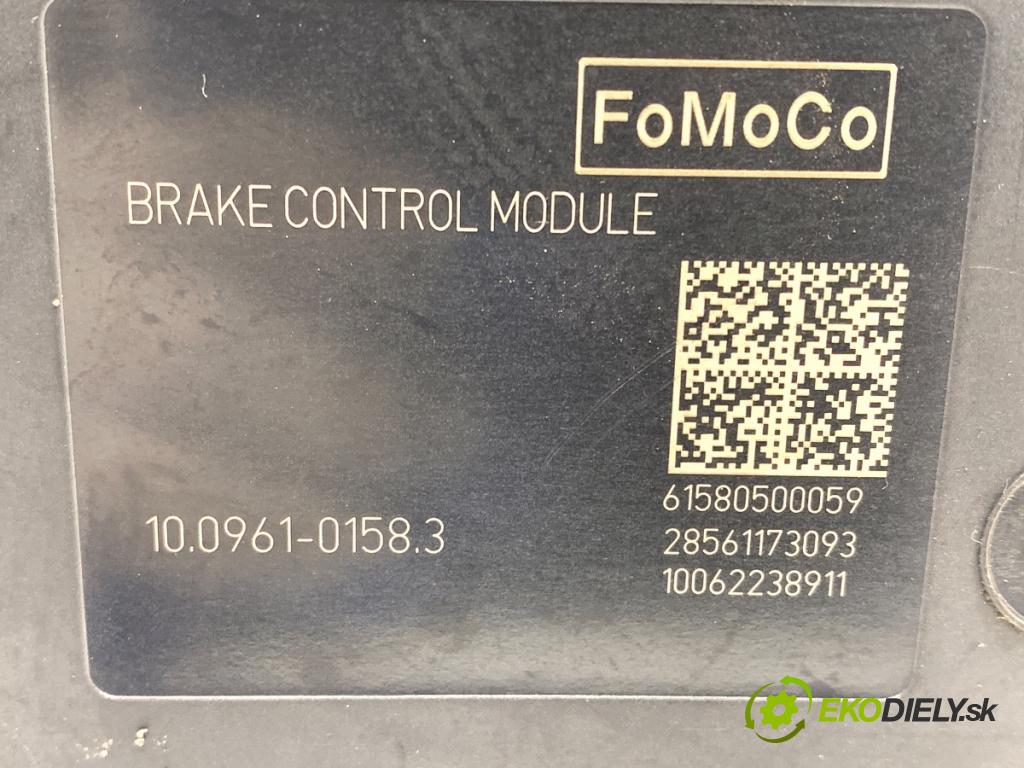 FoMoCo
BRAKE CONTROL MODULE
61580500059
10.0961-0158.3
28561173093
10062238911
EKODIELY.sk